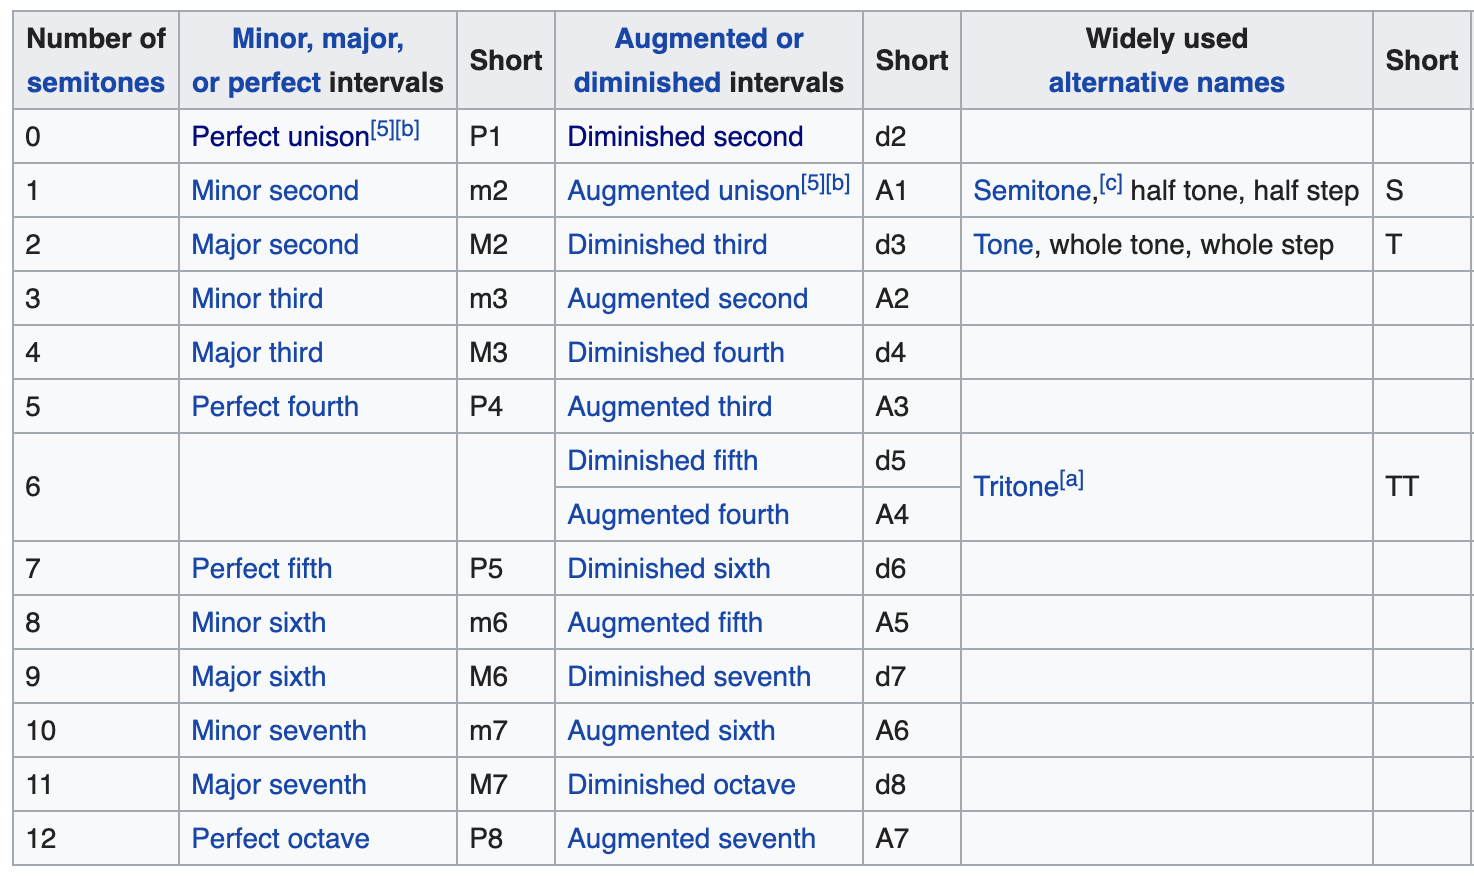 Number of semitones | Minor, major, or perfect intervals | Short | Augmented or diminished intervals | Short | Widely used alternative names | Short
0 | Perfect unison[5][b] | P1 | Diminished second | d2
1 | Minor second | m2 | Augmented unison[5][b] | A1 | Semitone,[c] half tone, half step | S
2 | Major second | M2 | Diminished third | d3 | Tone, whole tone, whole step | T
3 | Minor third | m3 | Augmented second | A2
4 | Major third | M3 | Diminished fourth | d4
5 | Perfect fourth | P4 | Augmented third | A3
6 | Diminished fifth | d5 | Tritone[a] | TT
Augmented fourth | A4
7 | Perfect fifth | P5 | Diminished sixth | d6
8 | Minor sixth | m6 | Augmented fifth | A5
9 | Major sixth | M6 | Diminished seventh | d7
10 | Minor seventh | m7 | Augmented sixth | A6
11 | Major seventh | M7 | Diminished octave | d8
12 | Perfect octave | P8 | Augmented seventh | A7